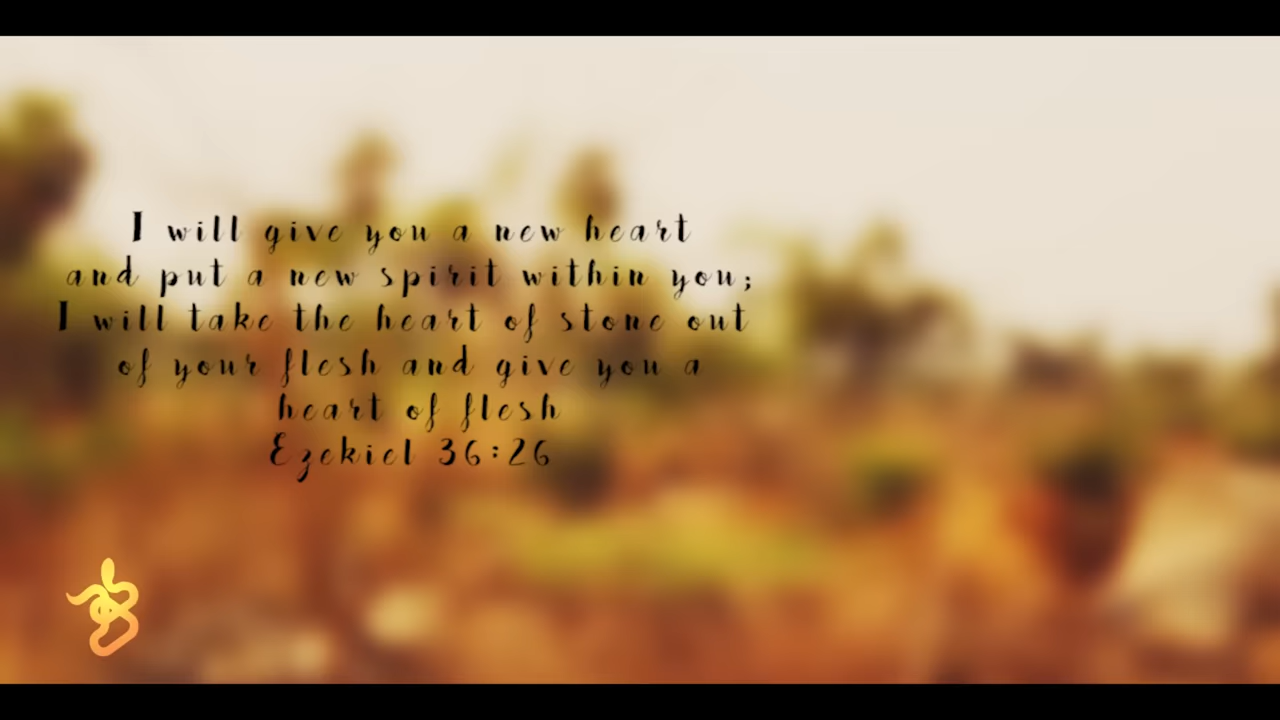 I will give you a new heart
and put a new spirit within you;
I will take the heart of stone out
of your flesh and give you a
heart of flesh
Ezekiel 36:26